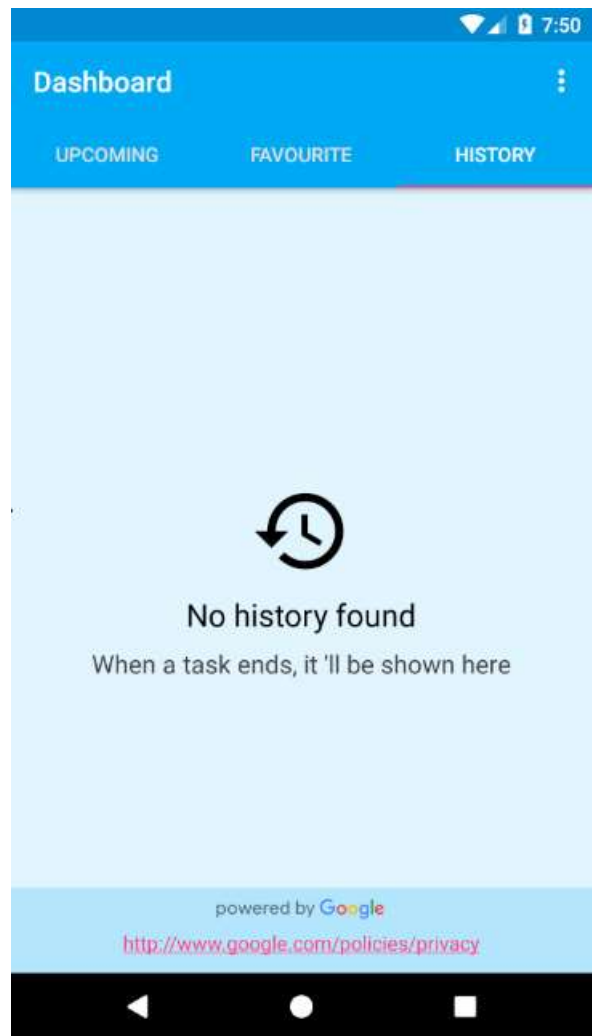 7:50
Dashboard
UPCOMING FAVOURITE HISTORY
No history found
When a task ends, it 'll be shown here
powered by Google
http://www.google.com/policies/privacy